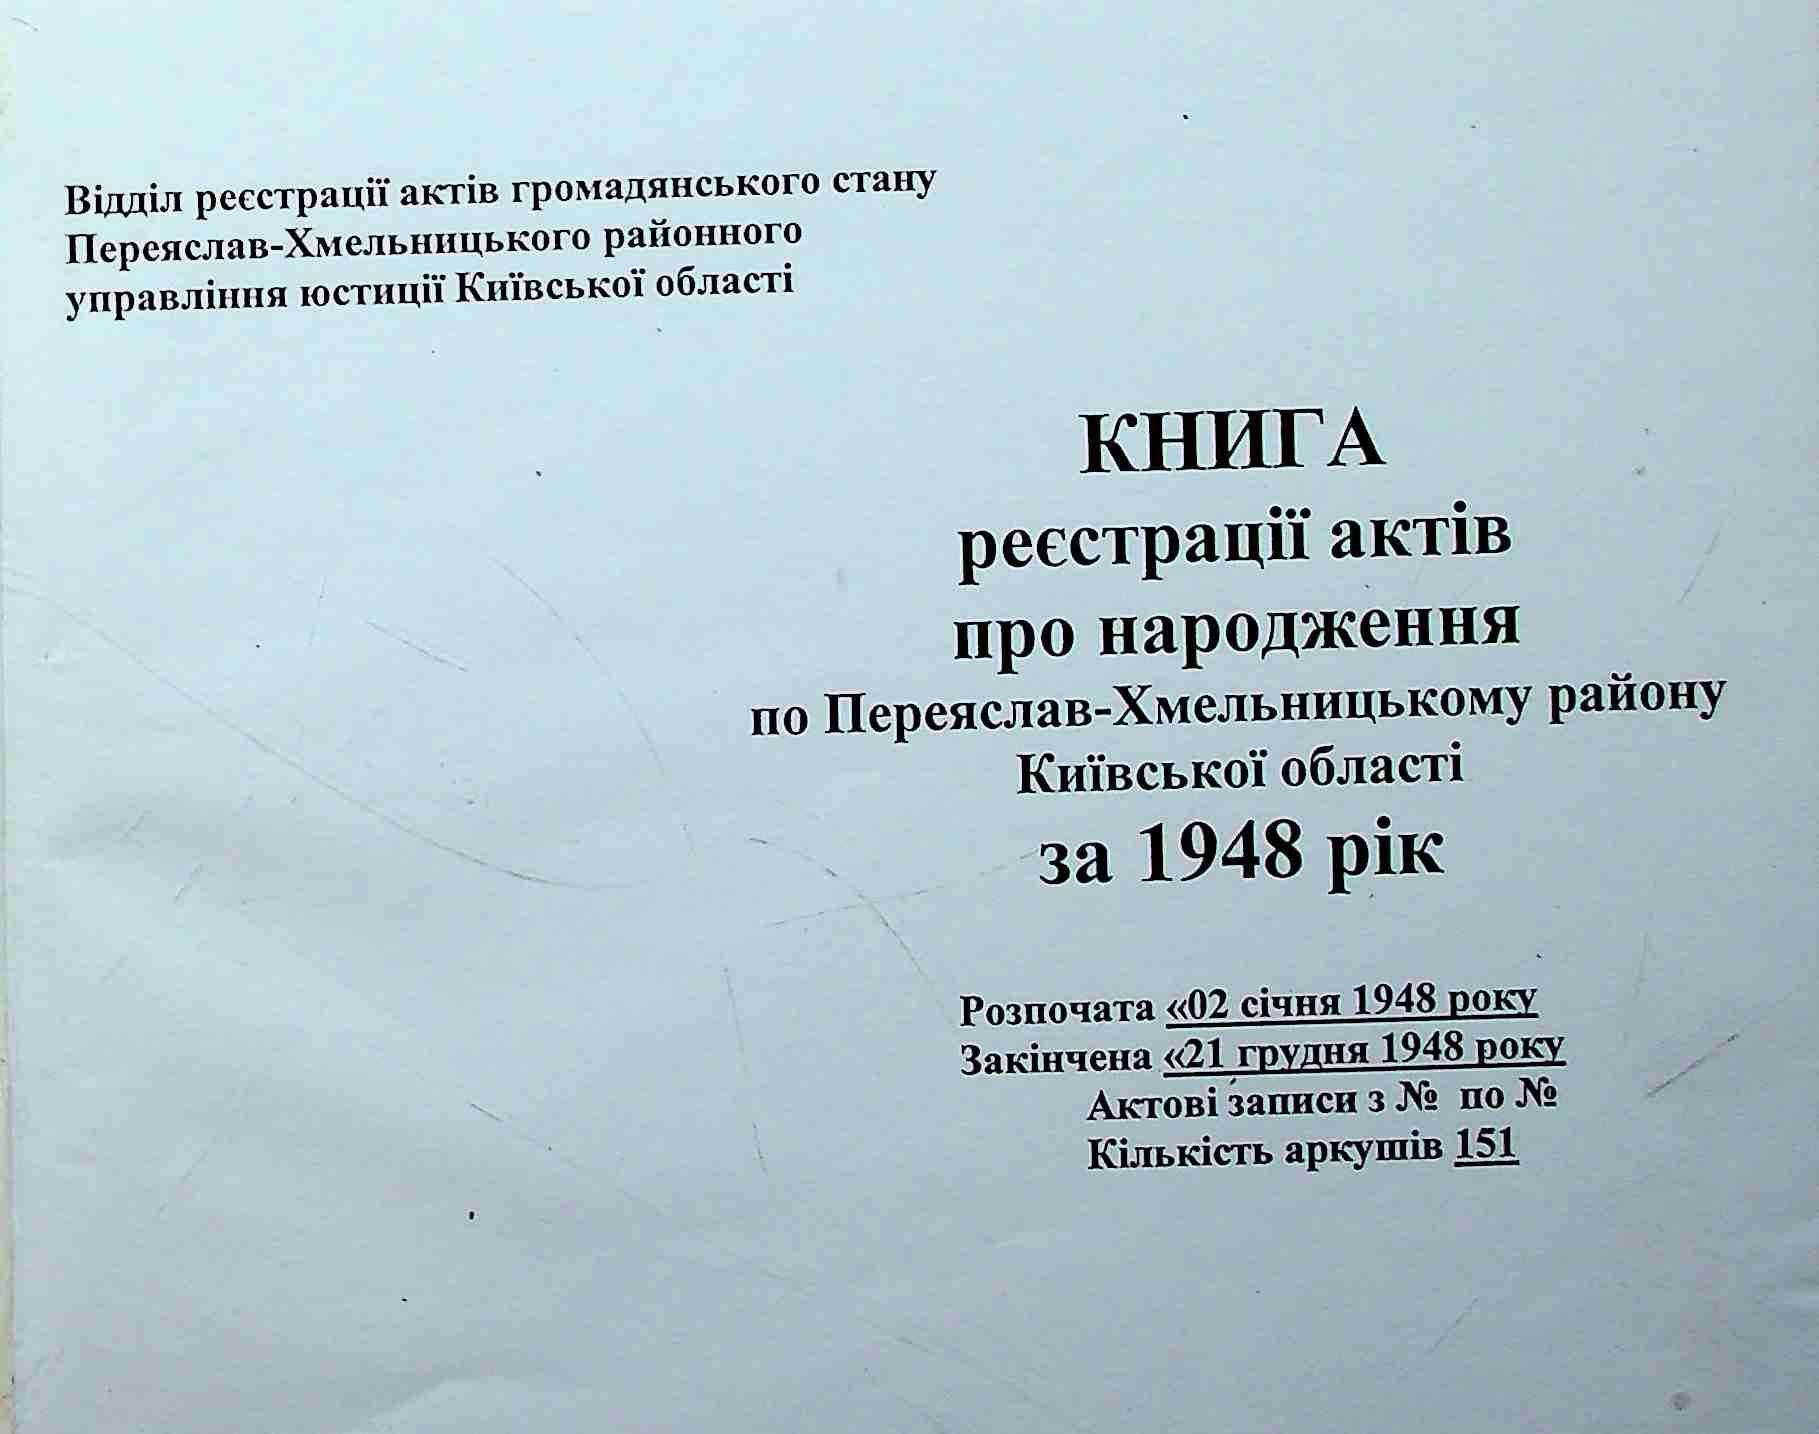 Відділ реєстрації актів громадянського стану
Переяслав-Хмельницького районного
управління юстиції Київської області
КНИГА
реєстрації актів
про народження
по Переяслав-Хмельницькому району
Київської області
за 1948 рік
Розпочата «02 січня 1948 року
Закінчена «21 грудня 1948 року
Актові записи з № по №
Кількість аркушів 151